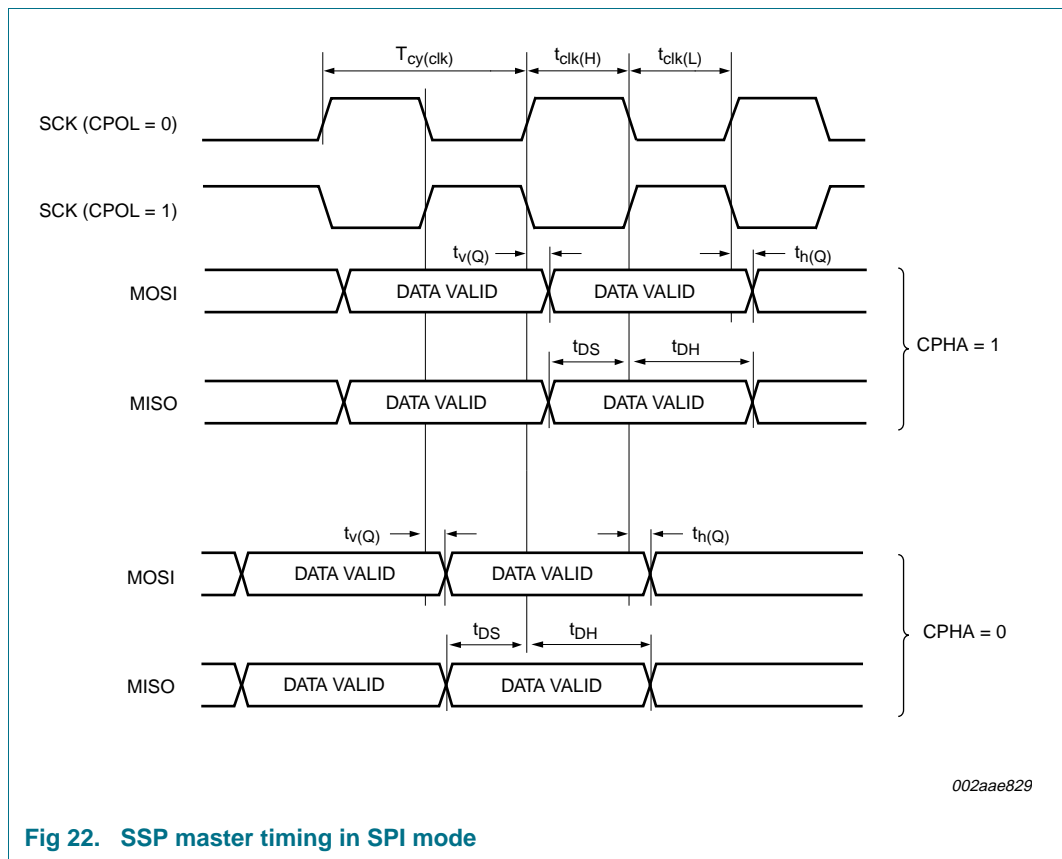 Tcy(clk) tclk(H) tclk(L)
SCK (CPOL = 0)
SCK (CPOL = 1)
tv(Q) th(Q)
MOSI DATA VALID DATA VALID
CPHA = 1
tDS tDH
MISO DATA VALID DATA VALID
tv(Q) th(Q)
MOSI DATA VALID DATA VALID
CPHA = 0
tDS tDH
MISO DATA VALID DATA VALID
002aae829
Fig 22. SSP master timing in SPI mode